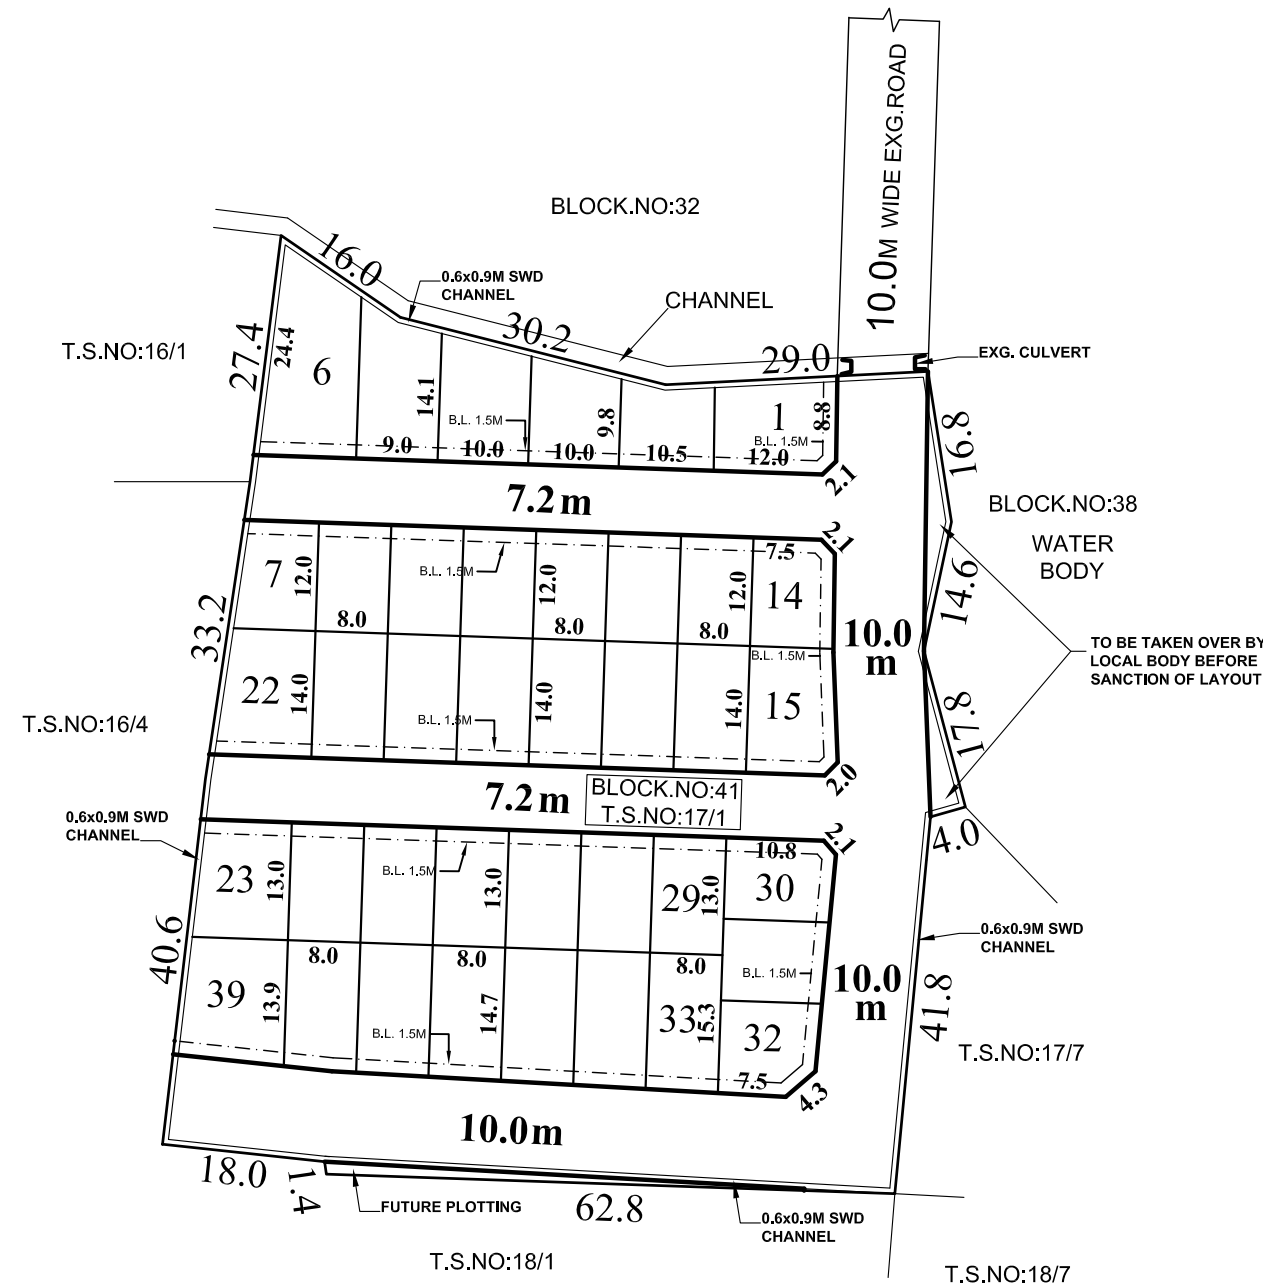 10.0M WIDE EXG.ROAD
BLOCK.NO:32
16.0
0.6x0.9M SWD
CHANNEL
CHANNEL
30.2
29.0
EXG. CULVERT
T.S.NO:16/1
27.4
24.4
6
14.1
B.L. 1.5M
9.8
1
8.8
B.L. 1.5M
9.0
10.0
10.0
10.5
12.0
2.1
16.8
7.2 m
BLOCK.NO:38
WATER
BODY
2.1
7.5
7
12.0
B.L. 1.5M
12.0
12.0
14
14.6
8.0
8.0
8.0
10.0
m
33.2
TO BE TAKEN OVER BY
LOCAL BODY BEFORE
SANCTION OF LAYOUT
B.L. 1.5M
22
14.0
14.0
14.0
15
B.L. 1.5M
17.8
T.S.NO:16/4
2.0
7.2 m
BLOCK.NO:41
T.S.NO:17/1
0.6x0.9M SWD
CHANNEL
2.1
4.0
10.8
23
13.0
B.L. 1.5M
13.0
29
13.0
30
40.6
8.0
8.0
8.0
0.6x0.9M SWD
CHANNEL
B.L. 1.5M
10.0
m
39
13.9
14.7
33
15.3
32
41.8
B.L. 1.5M
T.S.NO:17/7
7.5
4.3
10.0 m
18.0
1.4
FUTURE PLOTTING
62.8
0.6x0.9M SWD
CHANNEL
T.S.NO:18/1
T.S.NO:18/7